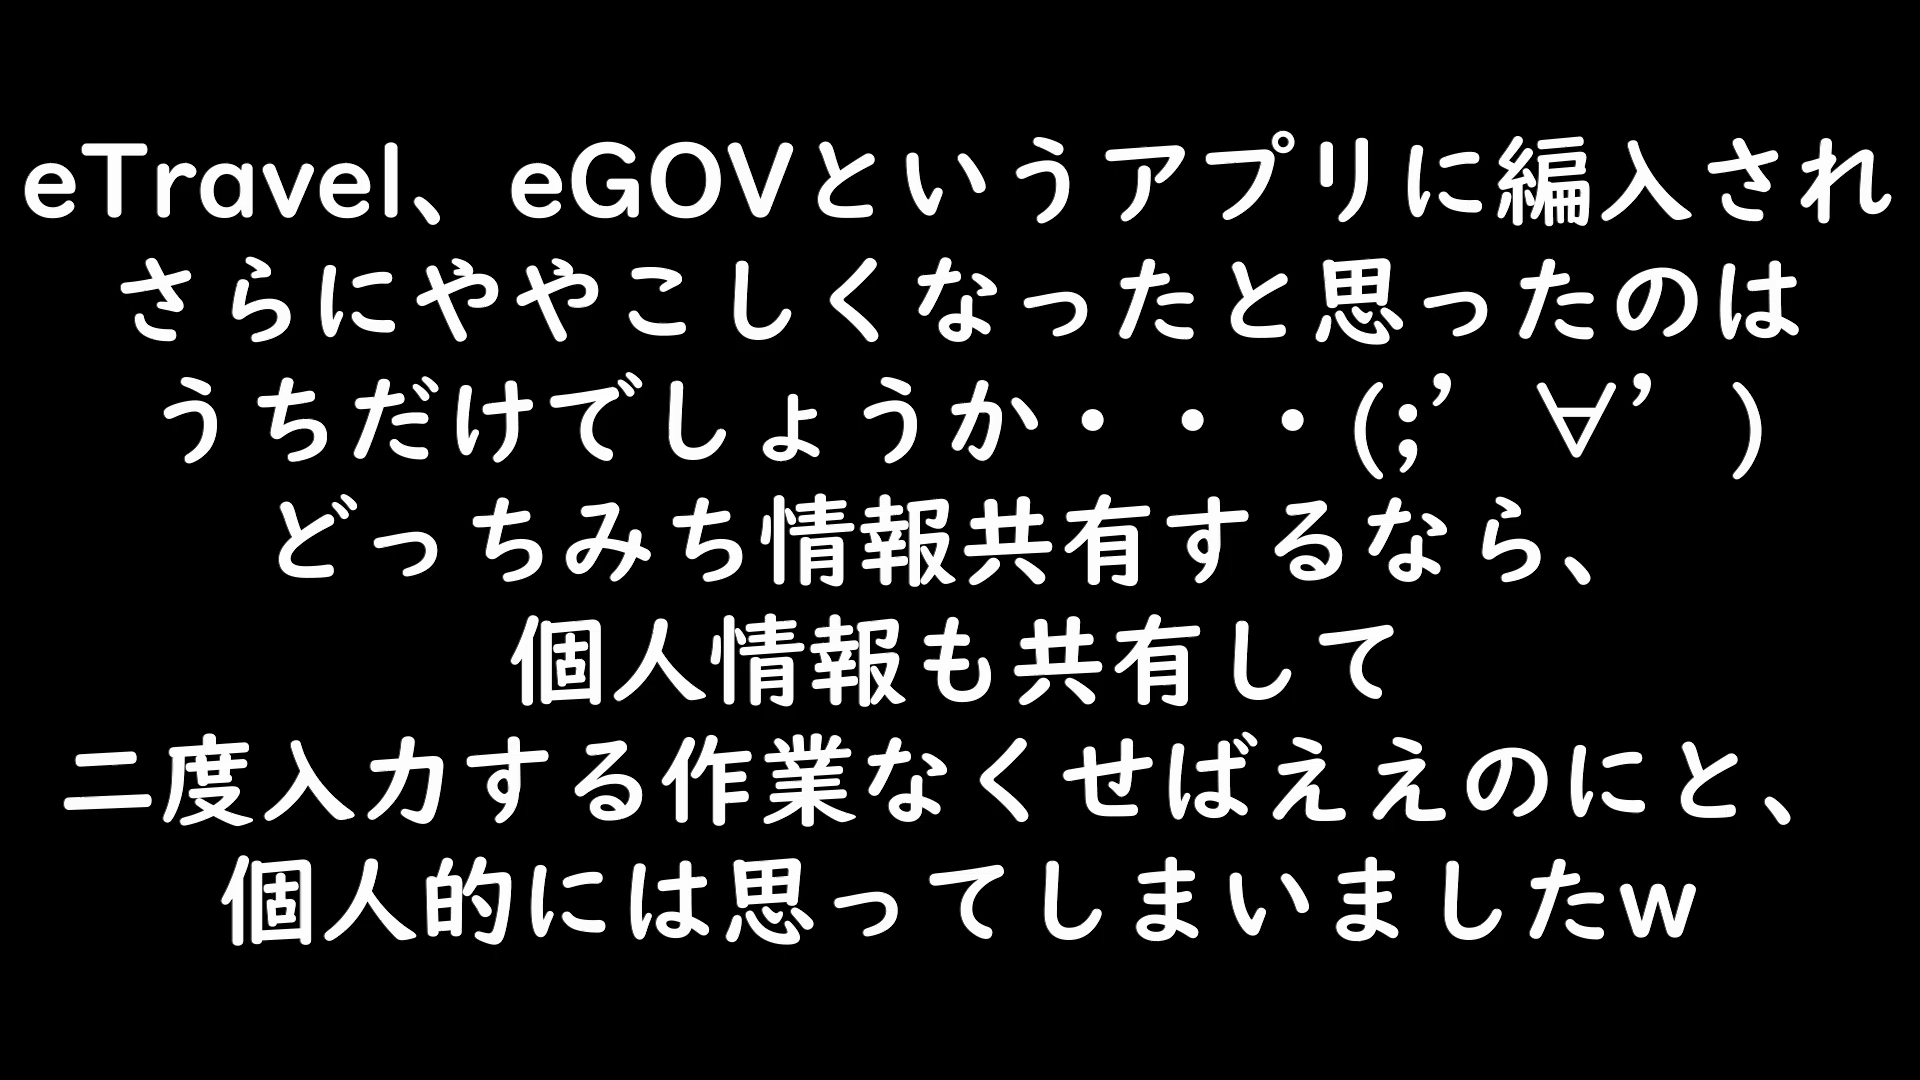 eTravel、eGOVというアプリに編入され
さらにややこしくなったと思ったのは
うちだけでしょうか・・・(;’∀’)
どっちみち情報共有するなら、
個人情報も共有して
二度入力する作業なくせばええのにと、
個人的には思ってしまいましたw